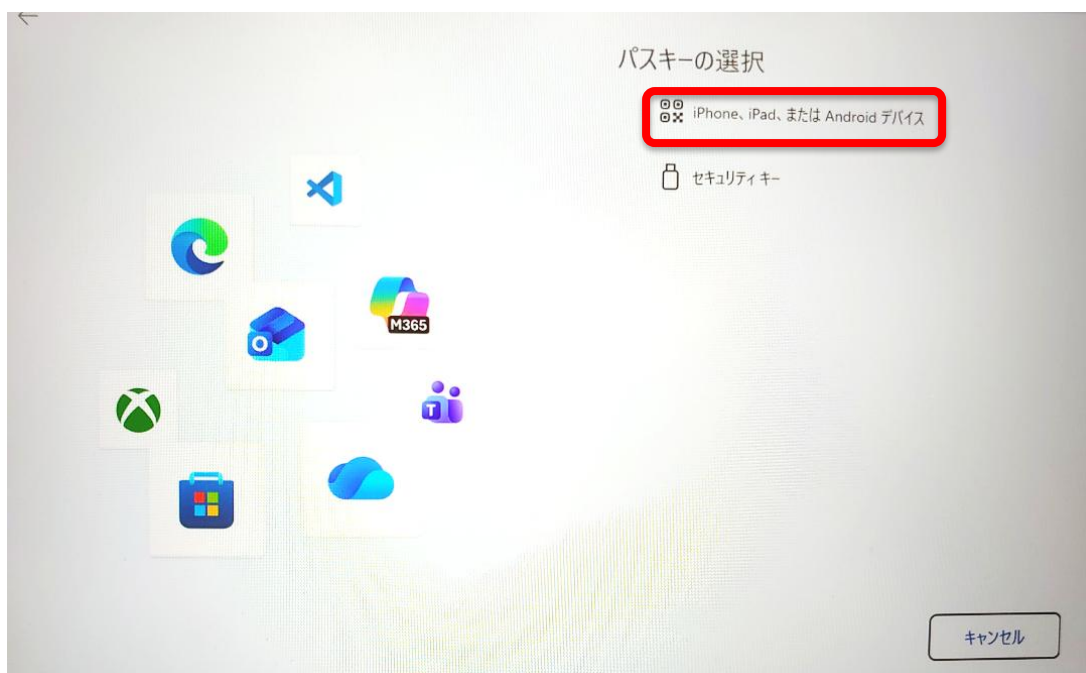 パスキーの選択
iPhone、iPad、または Android デバイス
セキュリティ キー
M365
O
T
キャンセル